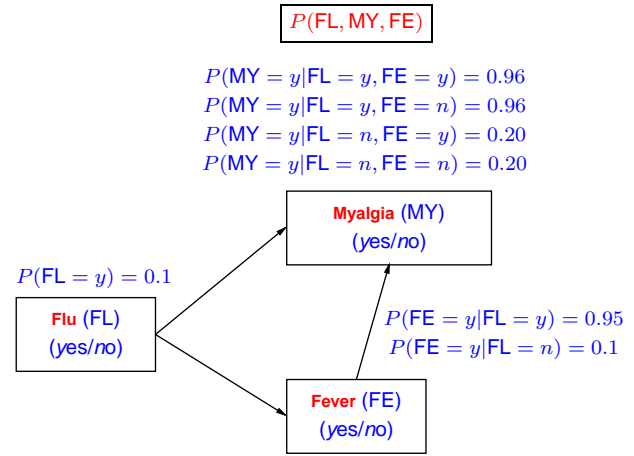 P(FL, MY, FE)
P(MY = y|FL = y, FE = y) = 0.96
P(MY = y|FL = y, FE = n) = 0.96
P(MY = y|FL = n, FE = y) = 0.20
P(MY = y|FL = n, FE = n) = 0.20
Myalgia (MY)
(yes/no)
P(FL = y) = 0.1
Flu (FL)
(yes/no)
P(FE = y|FL = y) = 0.95
P(FE = y|FL = n) = 0.1
Fever (FE)
(yes/no)